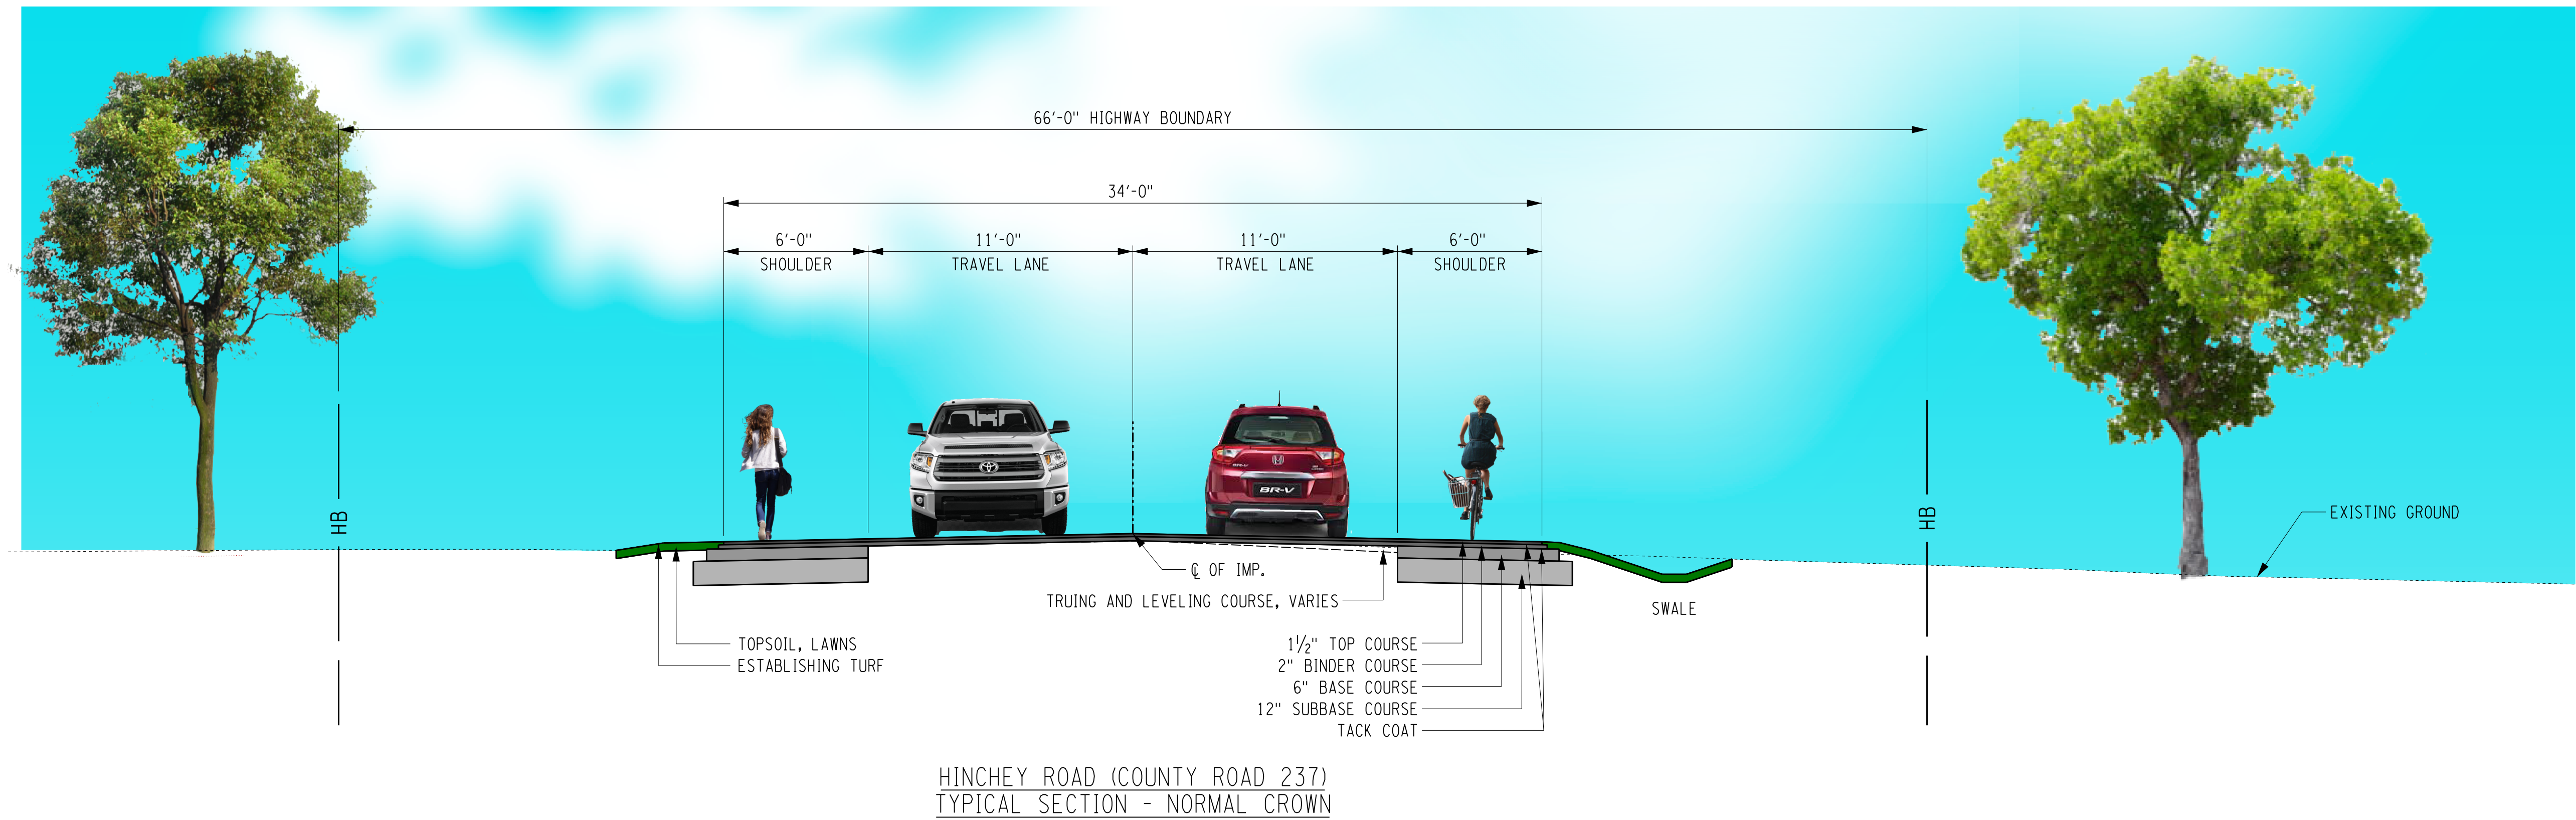 66'-0" HIGHWAY BOUNDARY
34'-0"
6'-0"
SHOULDER
11'-0"
TRAVEL LANE
11'-0"
TRAVEL LANE
6'-0"
SHOULDER
HB
BR-V
BR-V
HB
EXISTING GROUND
℄ OF IMP.
TRUING AND LEVELING COURSE, VARIES
SWALE
TOPSOIL, LAWNS
ESTABLISHING TURF
1½" TOP COURSE
2" BINDER COURSE
6" BASE COURSE
12" SUBBASE COURSE
TACK COAT
HINCHEY ROAD (COUNTY ROAD 237)
TYPICAL SECTION - NORMAL CROWN